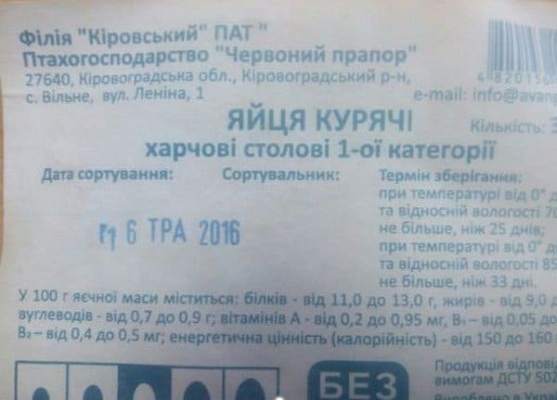 Філія "Кіровський" ПАТ "
Птахогосподарство "Червоний прапор"
27640, Кіровоградська обл., Кіровоградський р-н,
с. Вільне, вул. Леніна, 1
e-mail: info@avan
ЯЙЦЯ КУРЯЧІ
Кількість: 3
харчові столові 1-ої категорії
Дата сортування: Сортувальник: Термін зберігання:
при температурі від 0°
та відносній вологості
не більше, ніж 25 днів;
при температурі від 0°
та відносній вологості 85
не більше, ніж 33 дні.
6 ТРА 2016
У 100 г яєчної маси міститься: білків - від 11,0 до 13,0 г, жирів - від 9,0
вуглеводів - від 0,7 до 0,9 г; вітамінів А - від 0,2 до 0,95 мг, В₁ – від 0,05 до
В₂ – від 0,4 до 0,5 мг; енергетична цінність (калорійність) - від 150 до 160
БЕЗ
Продукція відпові
вимогам ДСТУ 502
Вироблено в Укра